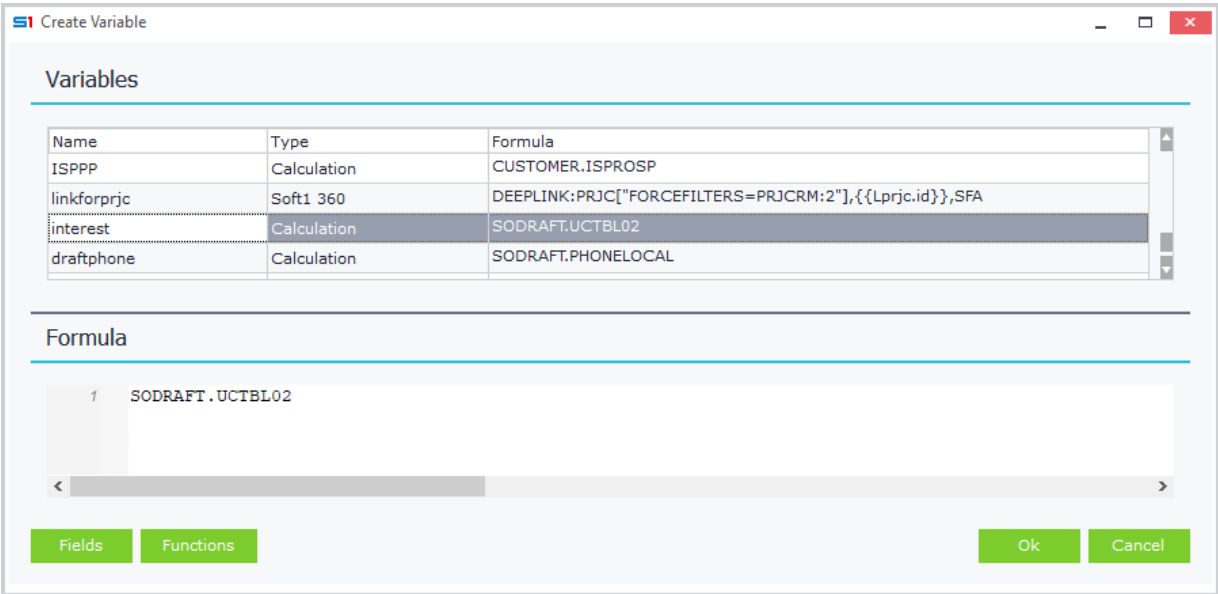 S1 Create Variable
Variables
Name Type Formula
ISPPP Calculation CUSTOMER.ISPROSP
linkforprjc Soft1 360 DEEPLINK:PRJC["FORCEFILTERS=PRJCRM:2"],{{Lprjc.id}},SFA
interest Calculation SODRAFT.UCTBL02
draftphone Calculation SODRAFT.PHONELOCAL
Formula
1 SODRAFT.UCTBL02
Fields Functions Ok Cancel